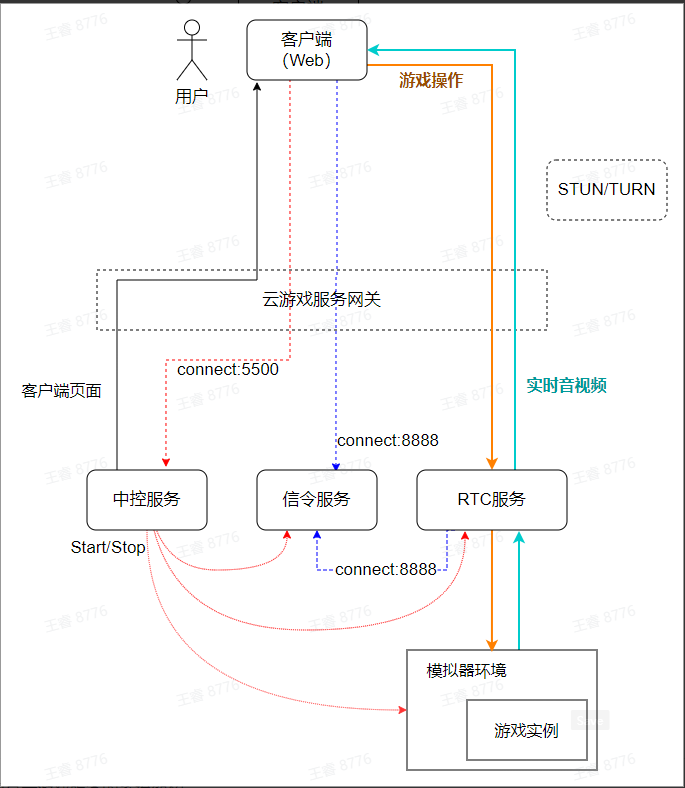 客户端
（Web）
用户
游戏操作
STUN/TURN
云游戏服务网关
connect:5500
客户端页面
实时音视频
connect:8888
中控服务
信令服务
RTC服务
Start/Stop
connect:8888
模拟器环境
游戏实例
王睿 8776